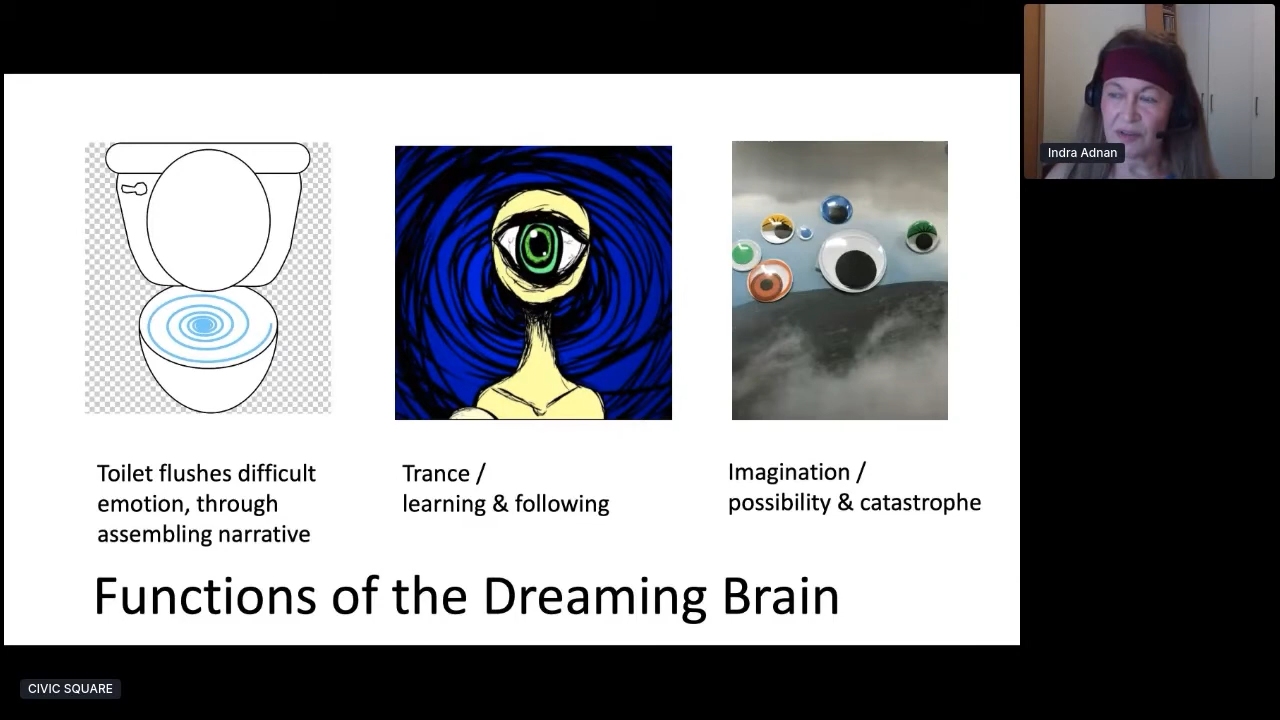 Indra Adnan
Toilet flushes difficult
emotion, through
assembling narrative
Trance /
learning & following
Imagination /
possibility & catastrophe
Functions of the Dreaming Brain
CIVIC SQUARE